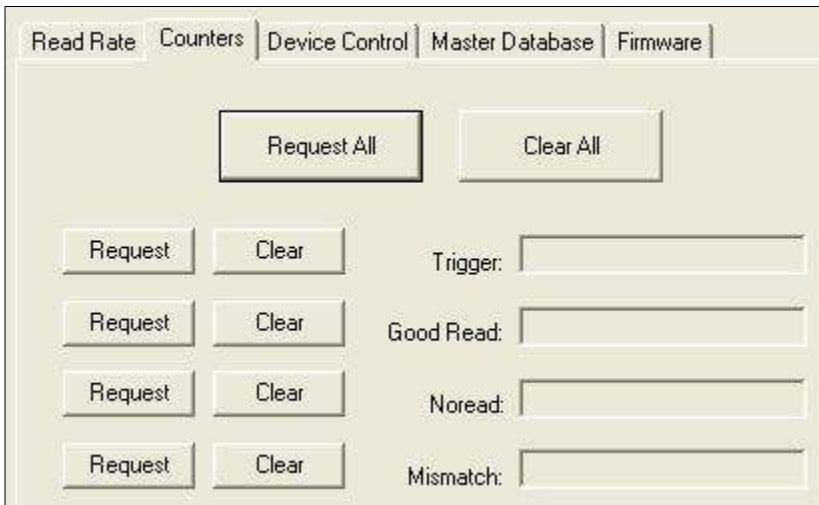 Read Rate Counters Device Control Master Database Firmware
Request All Clear All
Request Clear Trigger:
Request Clear Good Read:
Request Clear Noread:
Request Clear Mismatch: